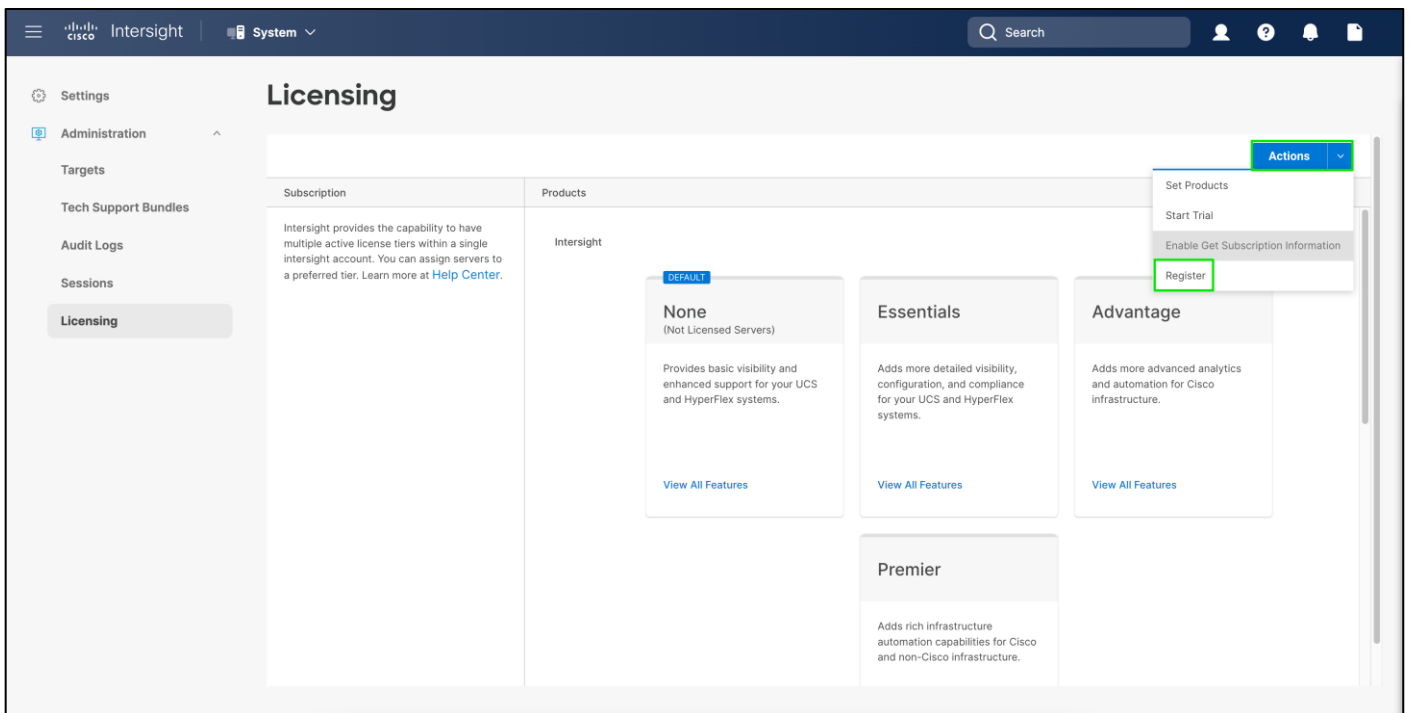 CISCO Intersight
System
Search
Settings
Administration
Targets
Tech Support Bundles
Audit Logs
Sessions
Licensing
Licensing
Actions
Set Products
Start Trial
Enable Get Subscription Information
Register
Subscription
Intersight provides the capability to have
multiple active license tiers within a single
intersight account. You can assign servers to
a preferred tier. Learn more at Help Center.
Products
Intersight
DEFAULT
None
(Not Licensed Servers)
Provides basic visibility and
enhanced support for your UCS
and HyperFlex systems.
View All Features
Essentials
Adds more detailed visibility,
configuration, and compliance
for your UCS and HyperFlex
systems.
View All Features
Advantage
Adds more advanced analytics
and automation for Cisco
infrastructure.
View All Features
Premier
Adds rich infrastructure
automation capabilities for Cisco
and non-Cisco infrastructure.